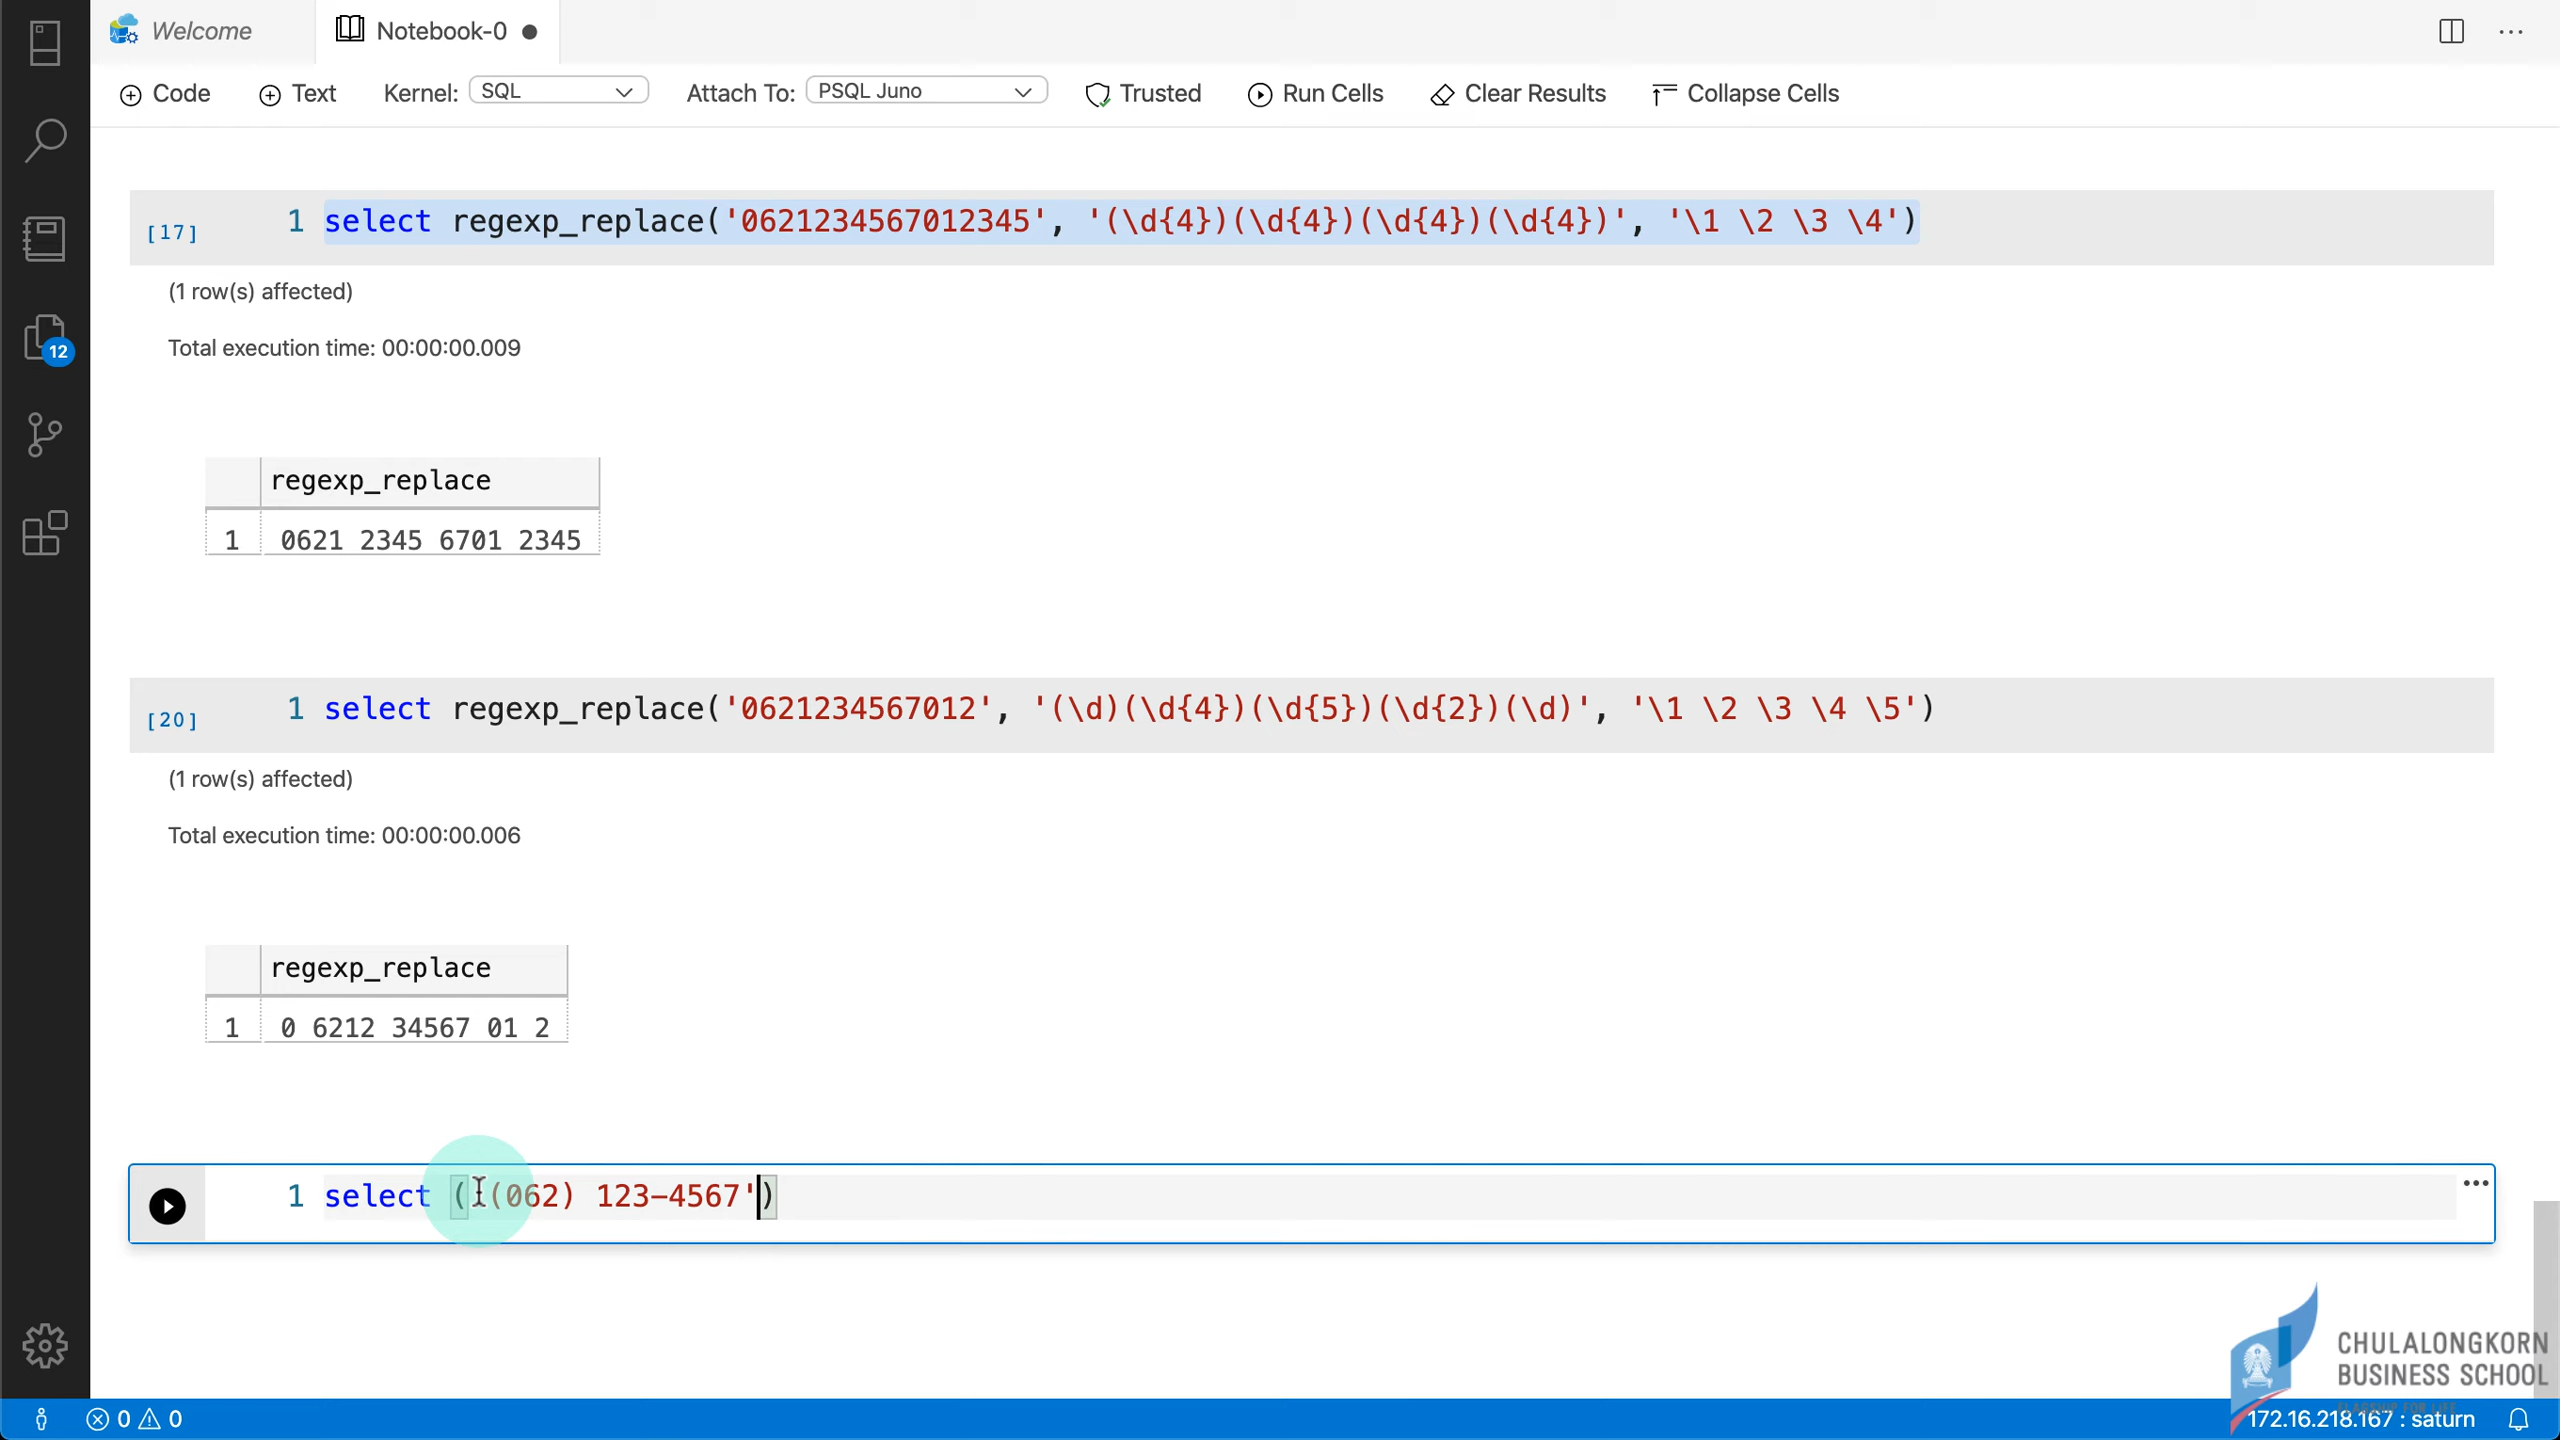 Welcome
Notebook-0
Code Text Kernel: SQL Attach To: PSQL Juno Trusted Run Cells Clear Results Collapse Cells
[17] 1 select regexp_replace('0621234567012345', '(\d{4})(\d{4})(\d{4})(\d{4})', '\1 \2 \3 \4')
(1 row(s) affected)
Total execution time: 00:00:00.009
regexp_replace
1 0621 2345 6701 2345
[20] 1 select regexp_replace('0621234567012', '(\d)(\d{4})(\d{5})(\d{2})(\d)', '\1 \2 \3 \4 \5')
(1 row(s) affected)
Total execution time: 00:00:00.006
regexp_replace
1 0 6212 34567 01 2
1 select ('(062) 123-4567')
12
CHULALONGKORN
BUSINESS SCHOOL
FLAGSHIP FOR LIFE
0 0 172.16.218.167 : saturn